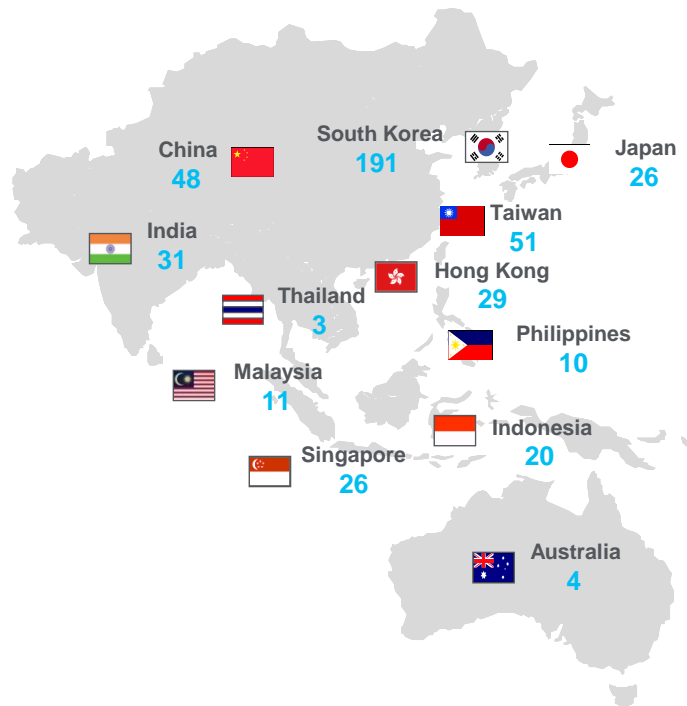 South Korea
191
China
48
Japan
26
Taiwan
51
India
31
Hong Kong
29
Thailand
3
Philippines
10
Malaysia
11
Indonesia
20
Singapore
26
Australia
4